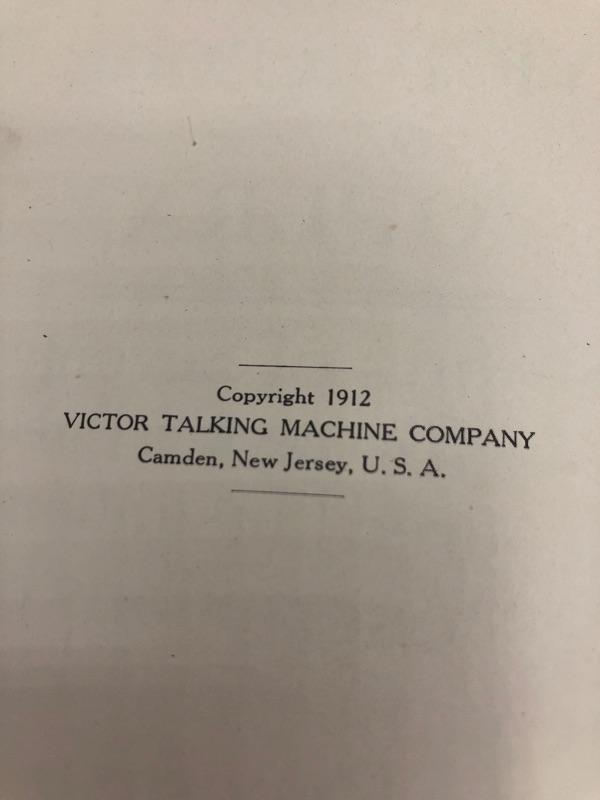 Copyright 1912
VICTOR TALKING MACHINE COMPANY
Camden, New Jersey, U. S. A.